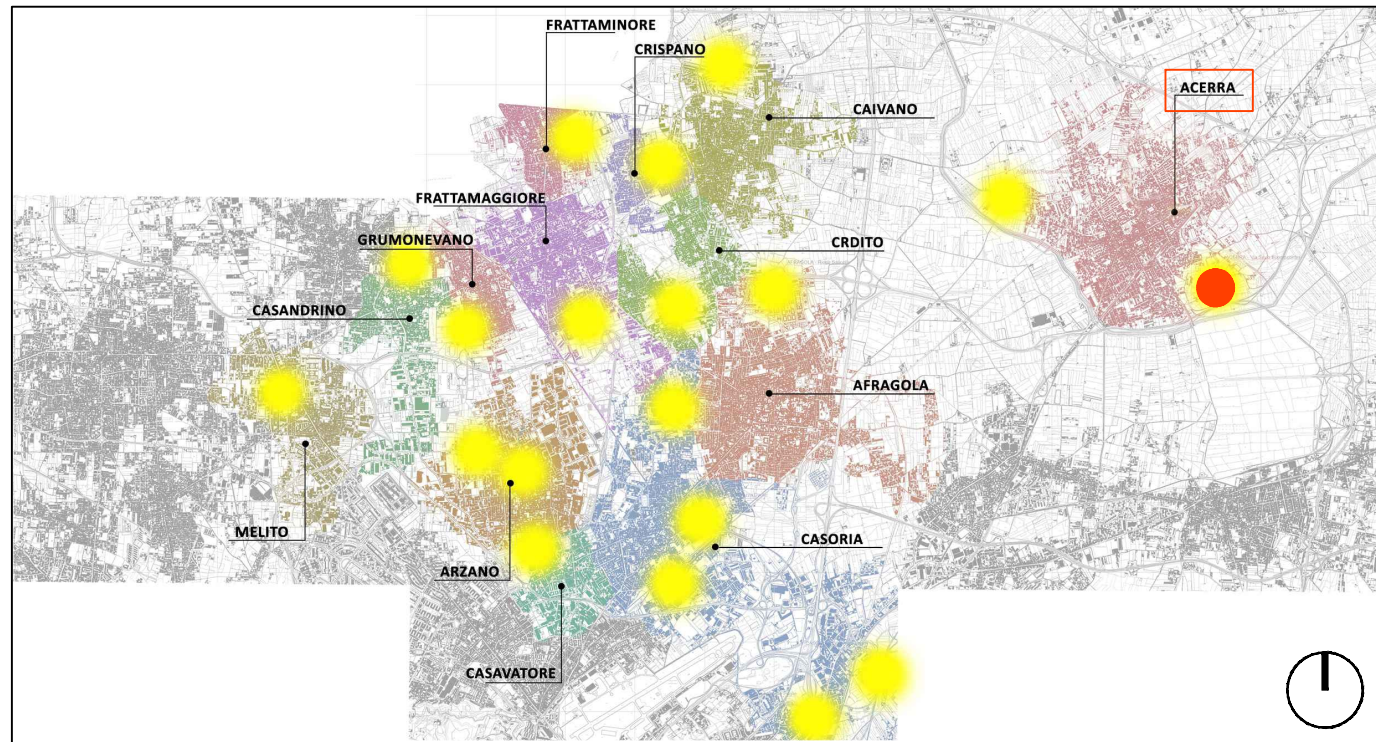 FRATTAMINORE
CRISPANO
ACERRA
CAIVANO
FRATTAMAGGIORE
GRUMONEVANO
CRDITO
CASANDRINO
AFRAGOLA
MELITO
CASORIA
ARZANO
CASAVATORE